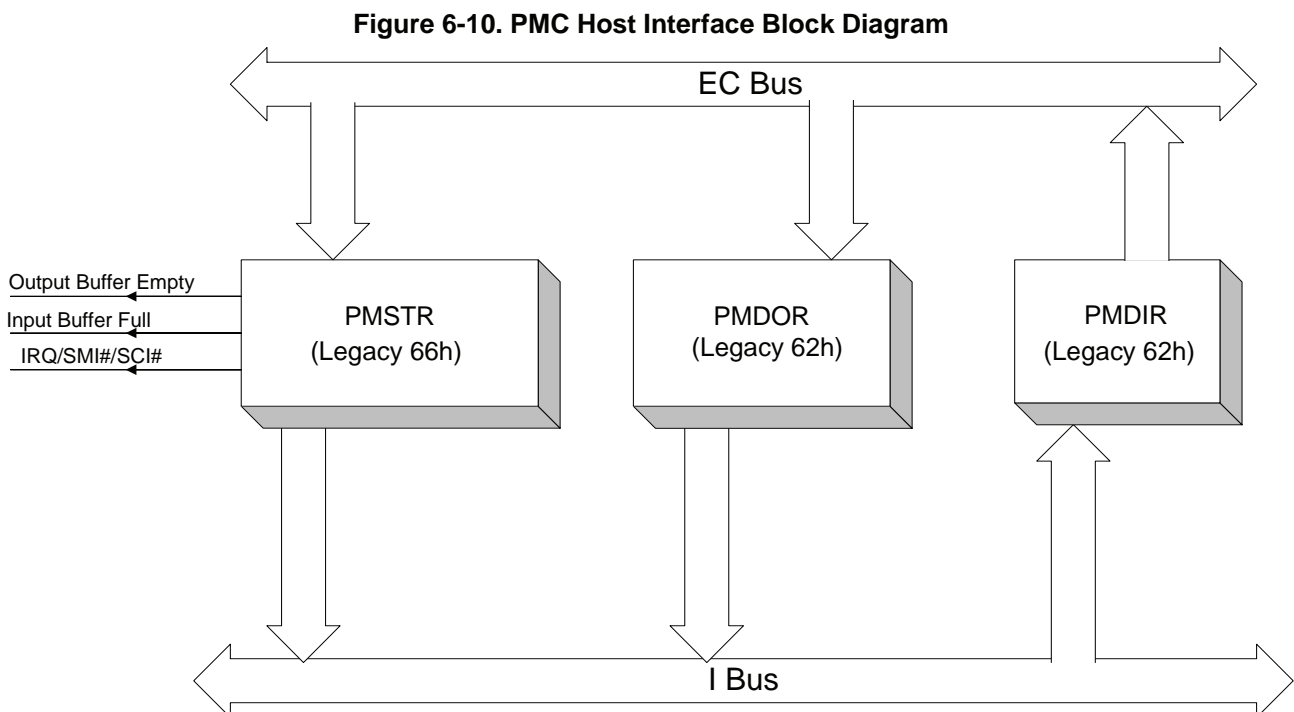 Figure 6-10. PMC Host Interface Block Diagram
EC Bus
Output Buffer Empty
Input Buffer Full
IRQ/SMI#/SCI#
PMSTR
(Legacy 66h)
PMDOR
(Legacy 62h)
PMDIR
(Legacy 62h)
I Bus